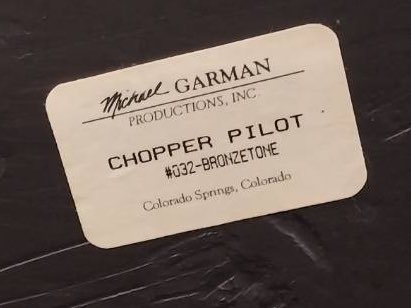 Michael GARMAN
PRODUCTIONS, INC.
CHOPPER PILOT
#032-BRONZETONE
Colorado Springs, Colorado